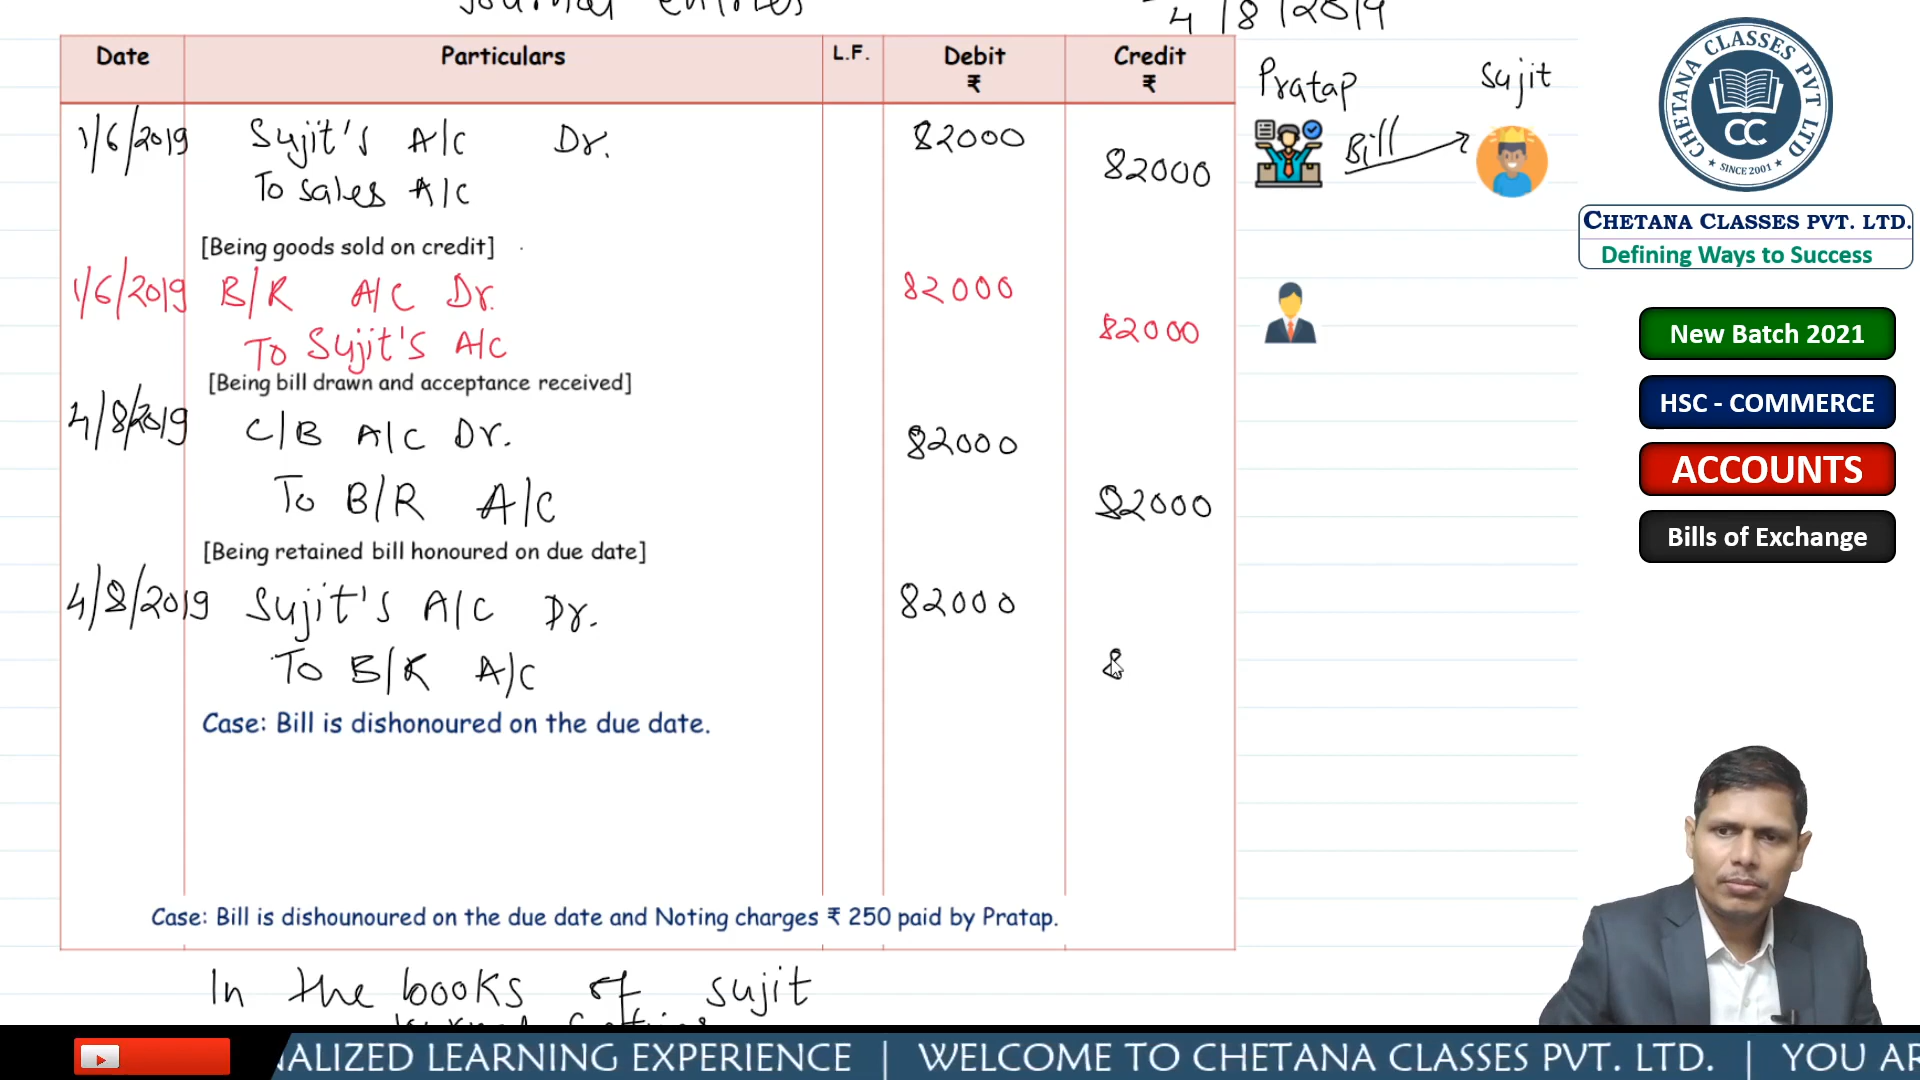 Journal entries
4/8/2019
Date Particulars L.F. Debit ₹ Credit ₹
1/6/2019 Sujit's A/c Dr. 82000
To sales A/c 82000
[Being goods sold on credit]
1/6/2019 B/R A/C Dr. 82000
To Sujit's A/c 82000
[Being bill drawn and acceptance received]
4/8/2019 C/B A/C Dr. 82000
To B/R A/C 82000
[Being retained bill honoured on due date]
4/8/2019 Sujit's A/C Dr. 82000
To B/R A/C 8
Case: Bill is dishonoured on the due date.
Case: Bill is dishounoured on the due date and Noting charges ₹ 250 paid by Pratap.
In the books of sujit
Pratap Sujit
Bill
CHETANA CLASSES PVT LTD
CC
SINCE 2001
CHETANA CLASSES PVT. LTD.
Defining Ways to Success
New Batch 2021
HSC - COMMERCE
ACCOUNTS
Bills of Exchange
NALIZED LEARNING EXPERIENCE | WELCOME TO CHETANA CLASSES PVT. LTD. | YOU AR